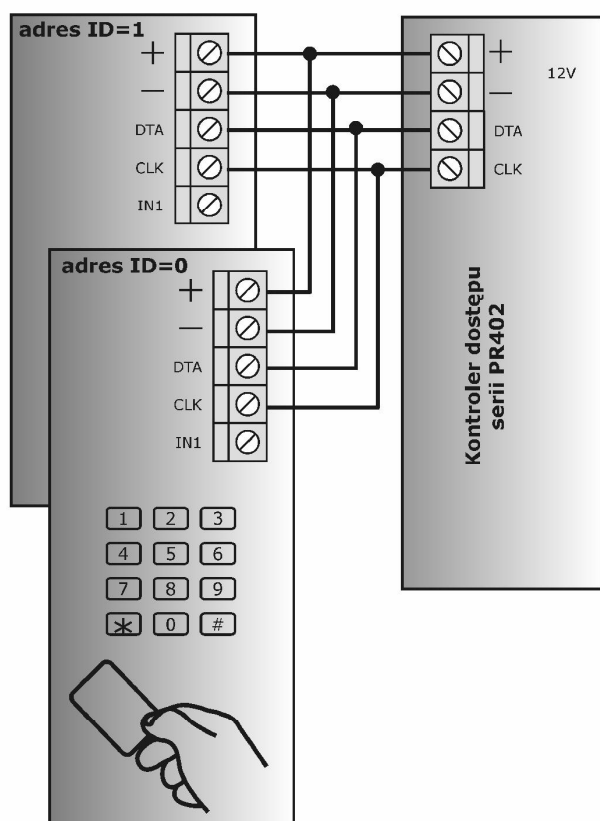 adres ID=1
+
—
DTA
CLK
IN1
+
—
DTA
CLK
12V
Kontroler dostępu
serii PR402
adres ID=0
+
—
DTA
CLK
IN1
1 2 3
4 5 6
7 8 9
* 0 #